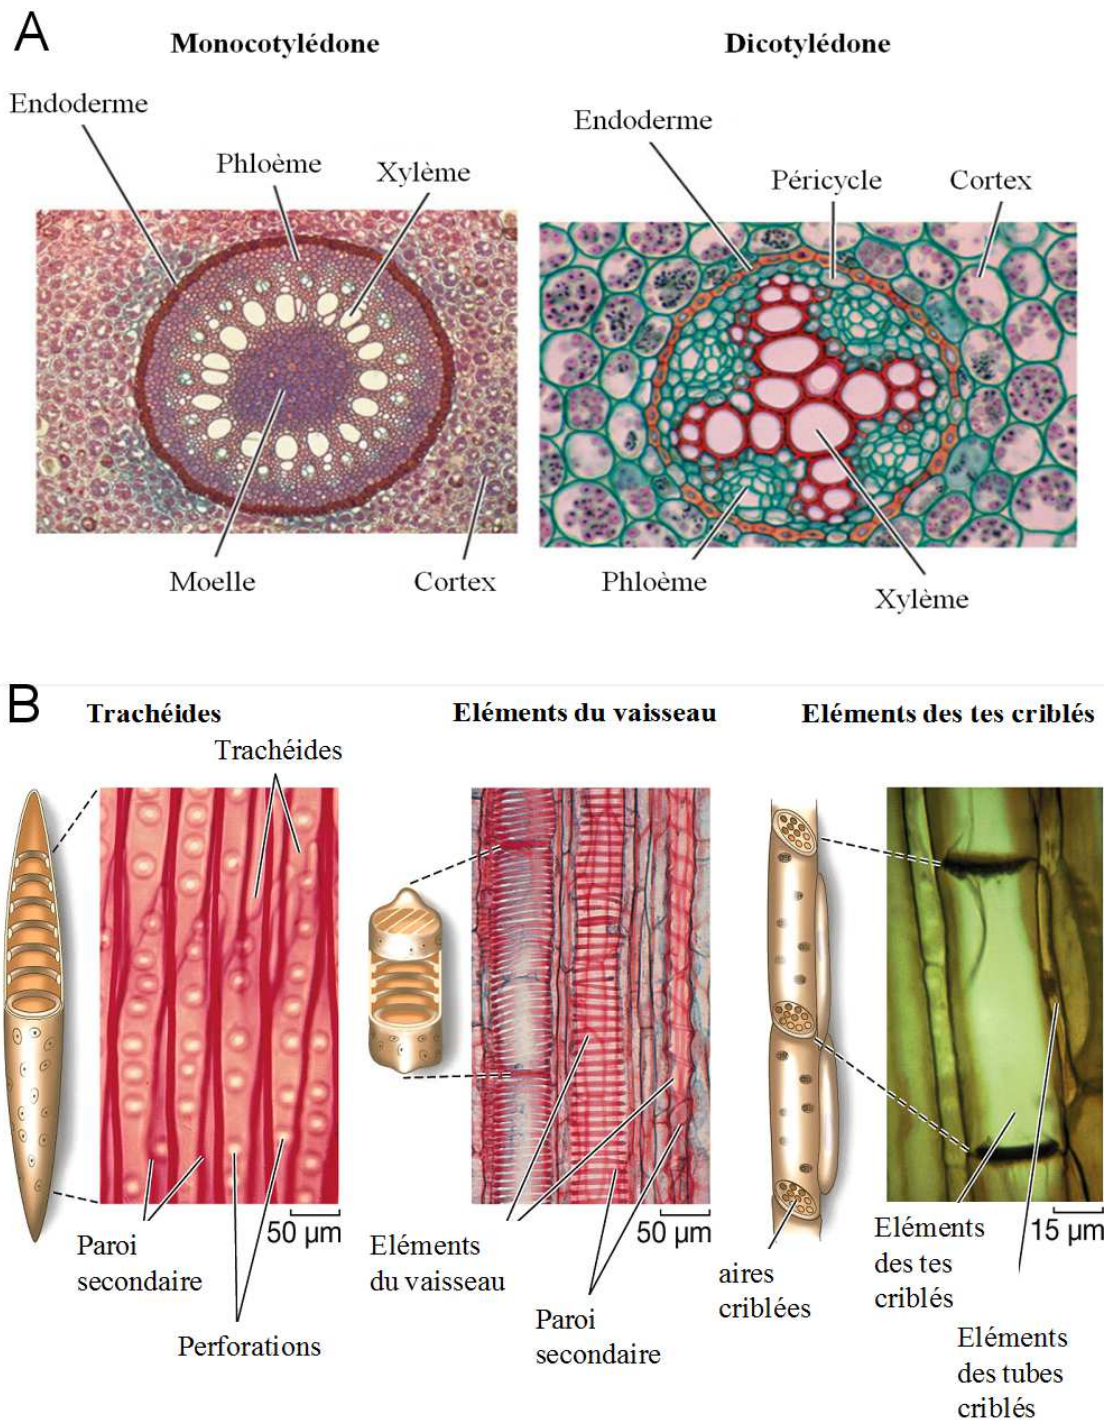 A
Monocotylédone
Dicotylédone
Endoderme
Phloème
Xylème
Endoderme
Péricycle
Cortex
Moelle
Cortex
Phloème
Xylème
B
Trachéides
Eléments du vaisseau
Eléments des tes criblés
Trachéides
50 µm
50 µm
15 µm
Paroi
secondaire
Perforations
Eléments
du vaisseau
Paroi
secondaire
aires
criblées
Eléments
des tes
criblés
Eléments
des tubes
criblés